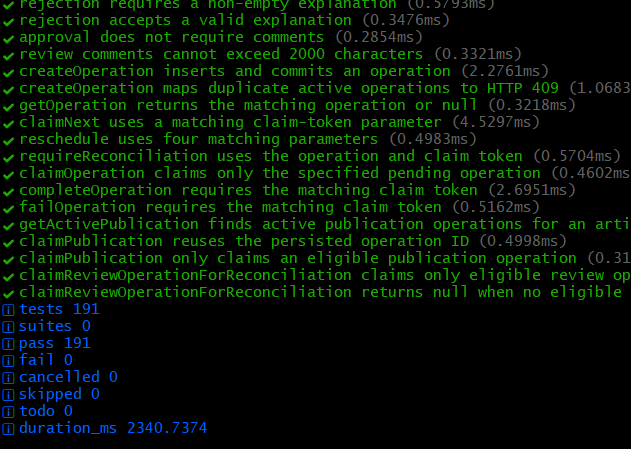 ✔ rejection requires a non-empty explanation (0.5793ms)
✔ rejection accepts a valid explanation (0.3476ms)
✔ approval does not require comments (0.2854ms)
✔ review comments cannot exceed 2000 characters (0.3321ms)
✔ createOperation inserts and commits an operation (2.2761ms)
✔ createOperation maps duplicate active operations to HTTP 409 (1.0683
✔ getOperation returns the matching operation or null (0.3218ms)
✔ claimNext uses a matching claim-token parameter (4.5297ms)
✔ reschedule uses four matching parameters (0.4983ms)
✔ requireReconciliation uses the operation and claim token (0.5704ms)
✔ claimOperation claims only the specified pending operation (0.4602ms
✔ completeOperation requires the matching claim token (2.6951ms)
✔ failOperation requires the matching claim token (0.5162ms)
✔ getActivePublication finds active publication operations for an arti
✔ claimPublication reuses the persisted operation ID (0.4998ms)
✔ claimPublication only claims an eligible publication operation (0.31
✔ claimReviewOperationForReconciliation claims only eligible review op
✔ claimReviewOperationForReconciliation returns null when no eligible
ℹ tests 191
ℹ suites 0
ℹ pass 191
ℹ fail 0
ℹ cancelled 0
ℹ skipped 0
ℹ todo 0
ℹ duration_ms 2340.7374